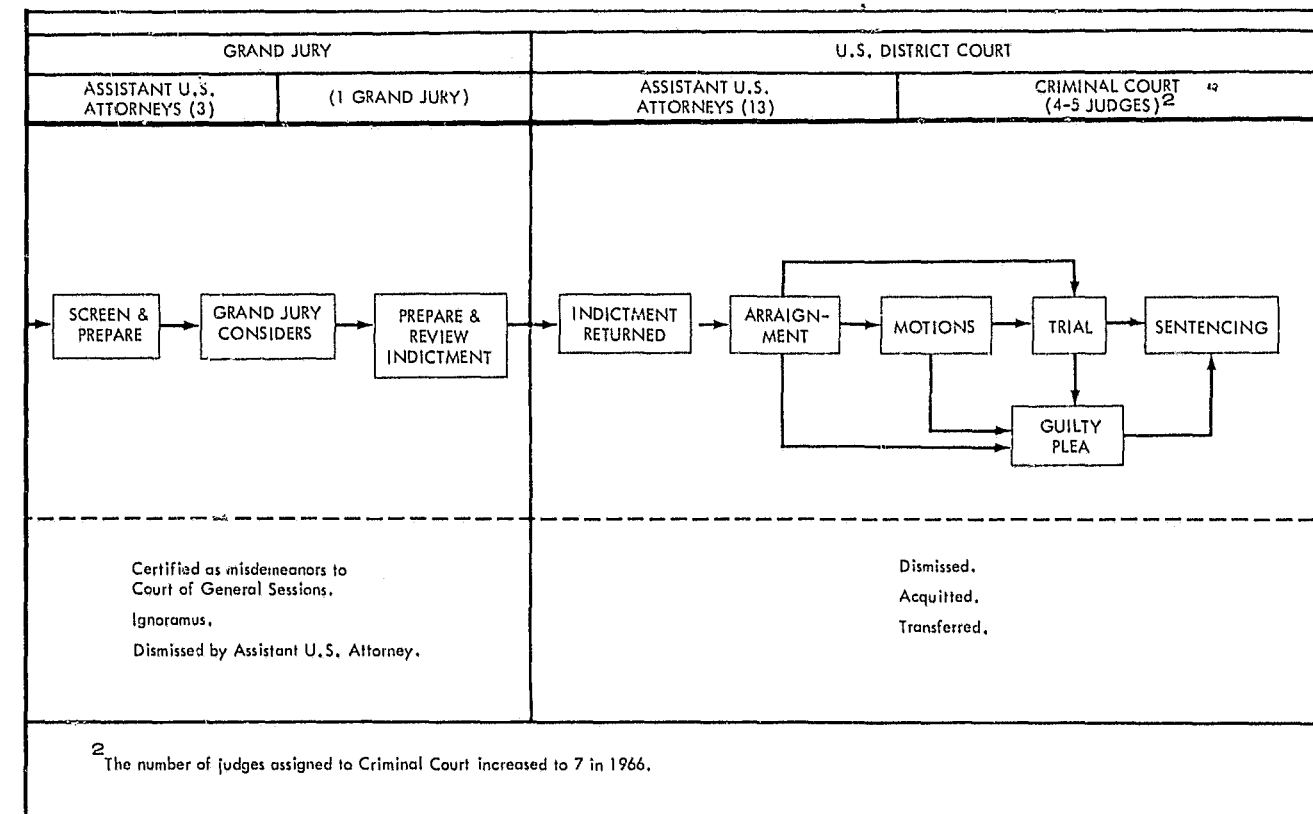 GRAND JURY
U.S. DISTRICT COURT
ASSISTANT U.S.
ATTORNEYS (3)
(1 GRAND JURY)
ASSISTANT U.S.
ATTORNEYS (13)
CRIMINAL COURT
(4-5 JUDGES)2
SCREEN &
PREPARE
GRAND JURY
CONSIDERS
PREPARE &
REVIEW
INDICTMENT
INDICTMENT
RETURNED
ARRAIGN-
MENT
MOTIONS
TRIAL
SENTENCING
GUILTY
PLEA
Certified as misdemeanors to
Court of General Sessions.
Ignoramus.
Dismissed by Assistant U.S. Attorney.
Dismissed.
Acquitted.
Transferred.
2The number of judges assigned to Criminal Court increased to 7 in 1966.